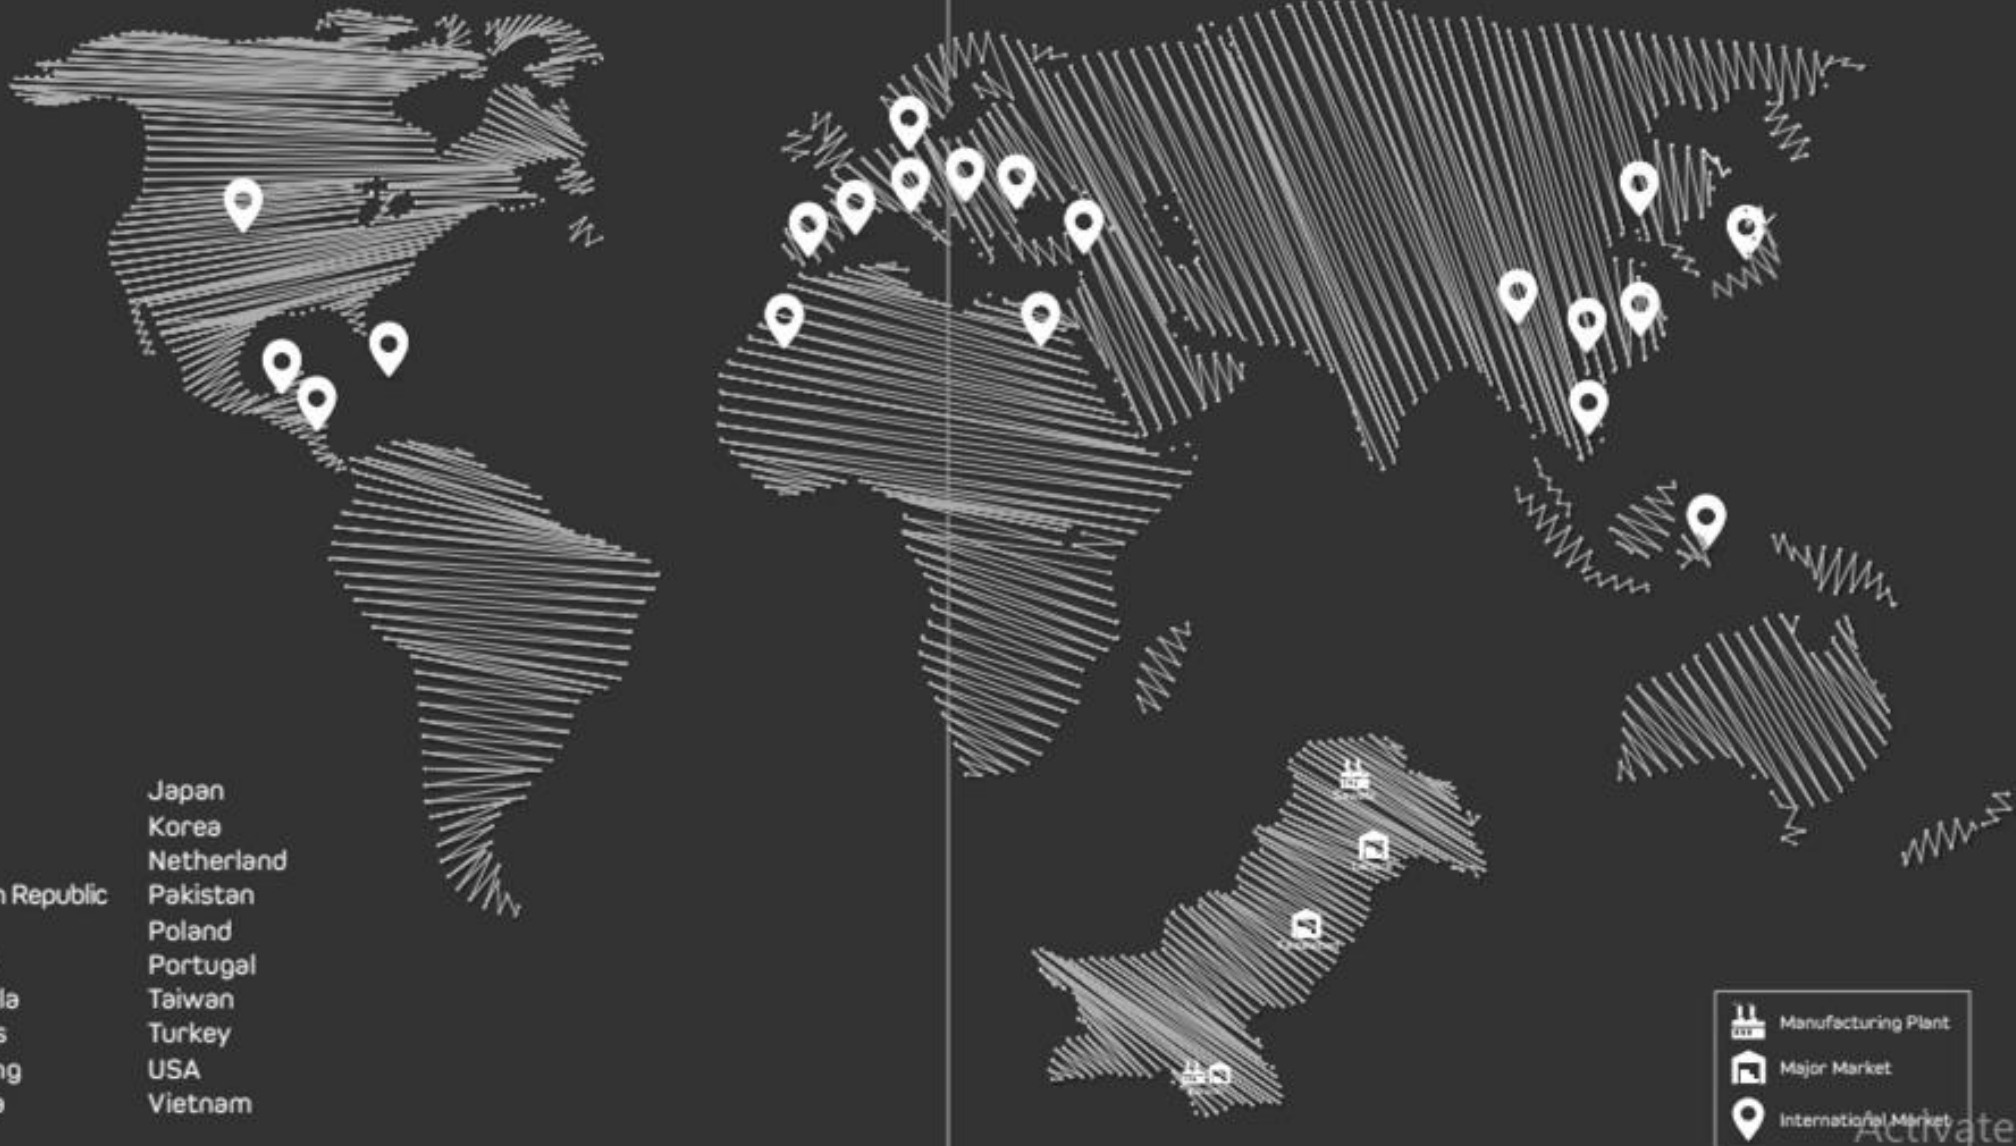 Japan
Korea
Netherland
n Republic Pakistan
Poland
Portugal
la Taiwan
s Turkey
ng USA
a Vietnam
Manufacturing Plant
Major Market
International Market
Activate